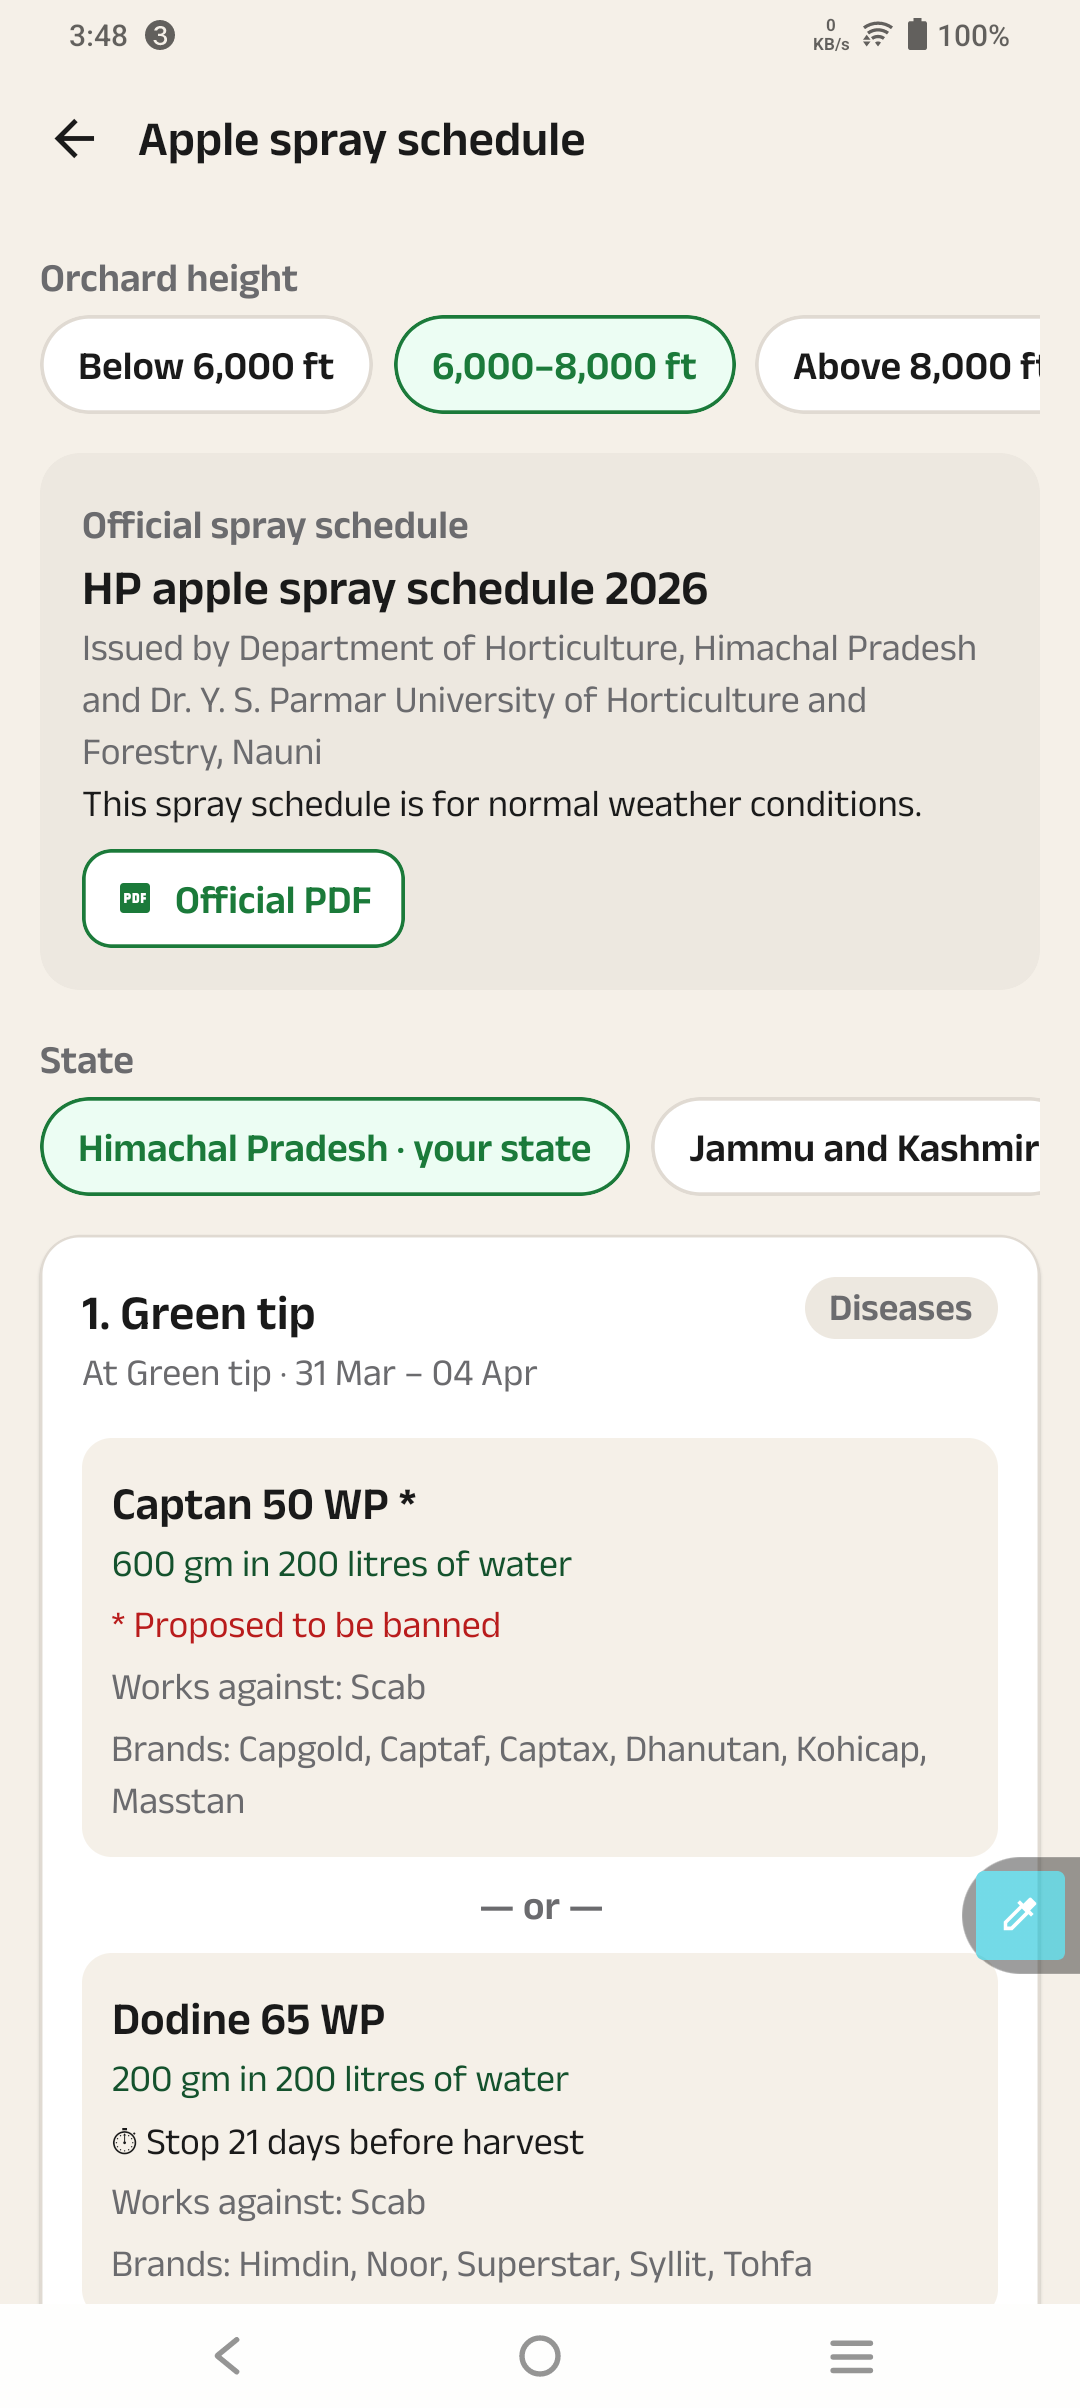 3:48 3 0 KB/s 100%
Apple spray schedule
Orchard height
Below 6,000 ft 6,000–8,000 ft Above 8,000 ft
Official spray schedule
HP apple spray schedule 2026
Issued by Department of Horticulture, Himachal Pradesh
and Dr. Y. S. Parmar University of Horticulture and
Forestry, Nauni
This spray schedule is for normal weather conditions.
PDF Official PDF
State
Himachal Pradesh · your state Jammu and Kashmir
1. Green tip Diseases
At Green tip · 31 Mar – 04 Apr
Captan 50 WP *
600 gm in 200 litres of water
* Proposed to be banned
Works against: Scab
Brands: Capgold, Captaf, Captax, Dhanutan, Kohicap,
Masstan
— or —
Dodine 65 WP
200 gm in 200 litres of water
⏱ Stop 21 days before harvest
Works against: Scab
Brands: Himdin, Noor, Superstar, Syllit, Tohfa